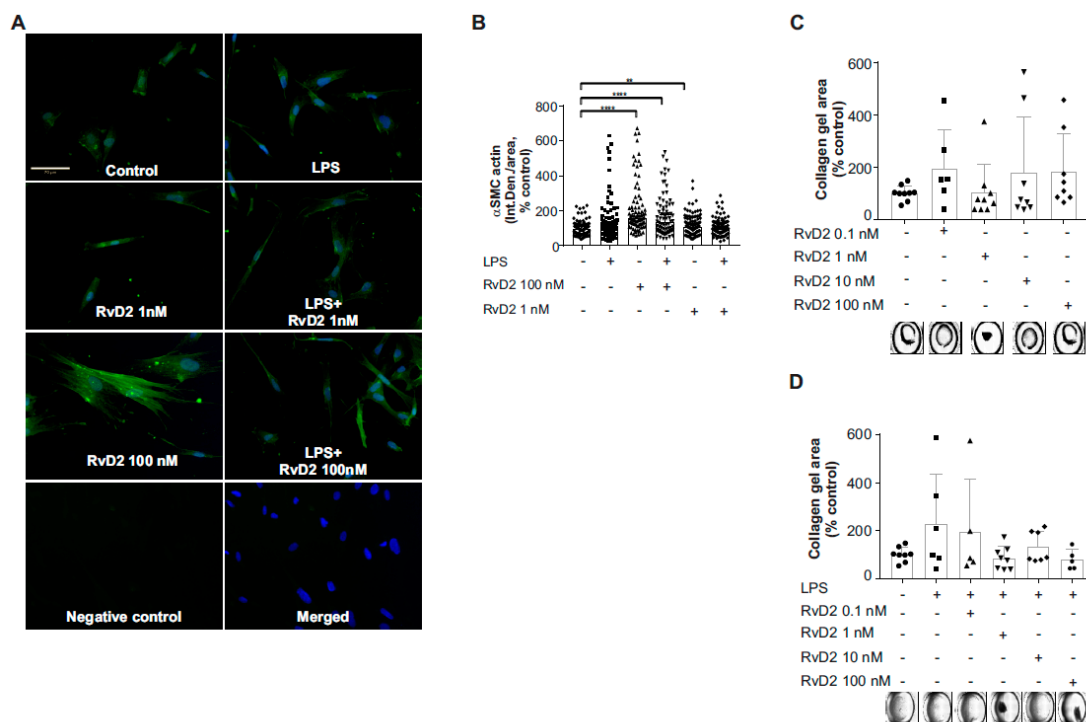 A
Control
LPS
RvD2 1nM
LPS+
RvD2 1nM
RvD2 100 nM
LPS+
RvD2 100nM
Negative control
Merged
B
**
****
****
αSMC actin
(Int.Den./area,
% control)
800
600
400
200
0
LPS - + - + - +
RvD2 100 nM - - + + - -
RvD2 1 nM - - - - + +
C
Collagen gel area
(% control)
600
400
200
0
RvD2 0.1 nM - + - - -
RvD2 1 nM - - + - -
RvD2 10 nM - - - + -
RvD2 100 nM - - - - +
D
Collagen gel area
(% control)
600
400
200
0
LPS - + + + + +
RvD2 0.1 nM - - + - - -
RvD2 1 nM - - - + - -
RvD2 10 nM - - - - + -
RvD2 100 nM - - - - - +